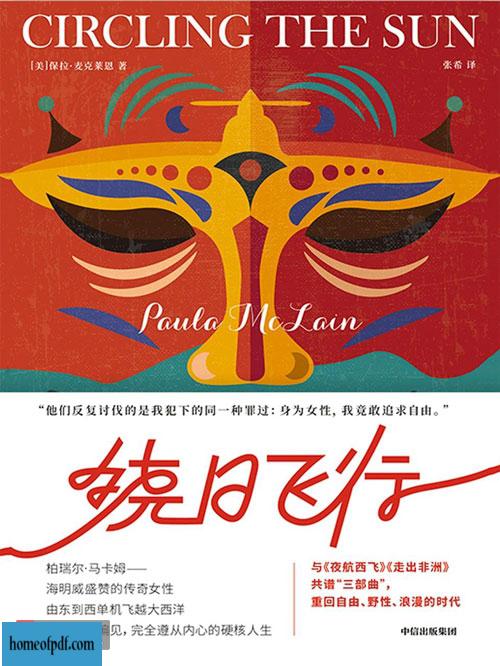 CIRCLING THE SUN
[美]保拉·麦克莱恩 著
张希 译
Paula McLain
“他们反复讨伐的是我犯下的同一种罪过：身为女性，我竟敢追求自由。”
绕日飞行
柏瑞尔·马卡姆——
海明威盛赞的传奇女性
由东到西单机飞越大西洋
偏见，完全遵从内心的硬核人生
与《夜航西飞》《走出非洲》
共谱“三部曲”，
重回自由、野性、浪漫的时代
中信出版集团
homeofpdf.com